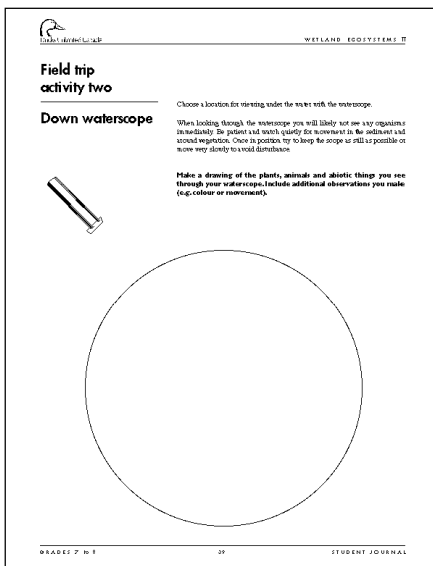 Ducks Unlimited Canada
WETLAND ECOSYSTEMS II
Field trip
activity two
Down waterscope
Choose a location for viewing under the water with the waterscope.
When looking through the waterscope you will likely not see any organisms
immediately. Be patient and watch quietly for movement in the sediment and
around vegetation. Once in position try to keep the scope as still as possible or
move very slowly to avoid disturbance.
Make a drawing of the plants, animals and abiotic things you see
through your waterscope. Include additional observations you make
(e.g. colour or movement).
GRADES 7 to 9
39
STUDENT JOURNAL